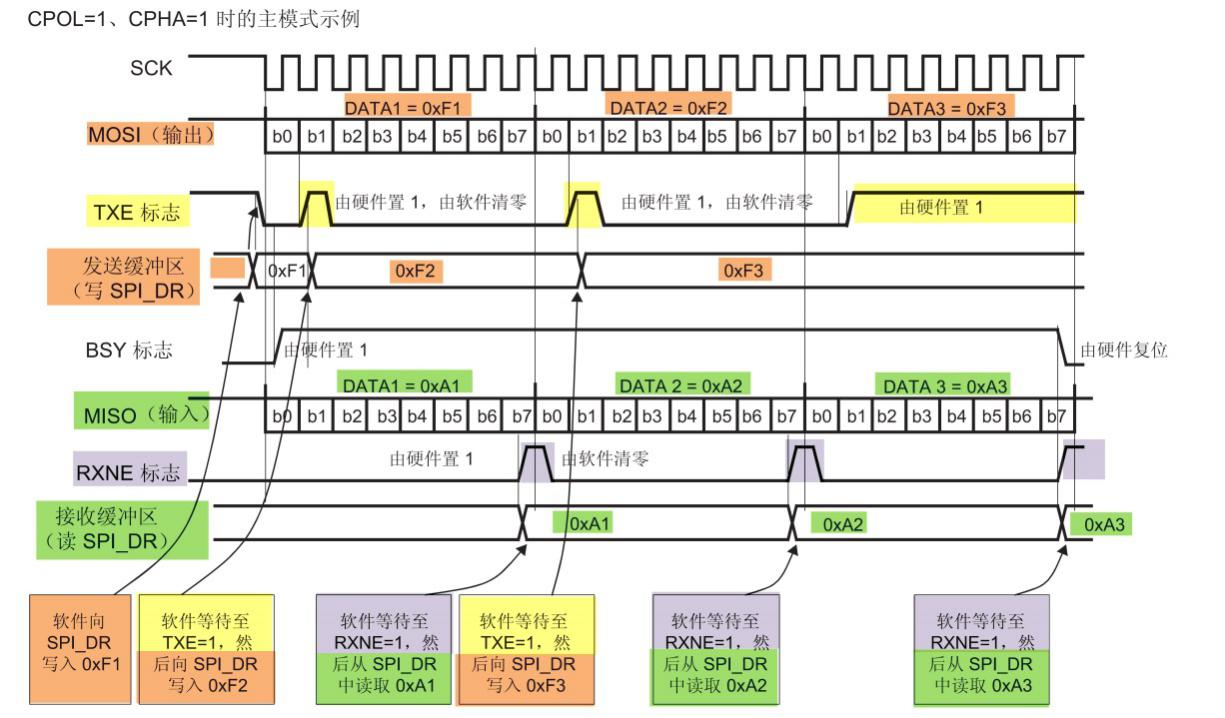 CPOL=1、CPHA=1 时的主模式示例
SCK
DATA1 = 0xF1 DATA2 = 0xF2 DATA3 = 0xF3
MOSI（输出） b0 b1 b2 b3 b4 b5 b6 b7 b0 b1 b2 b3 b4 b5 b6 b7 b0 b1 b2 b3 b4 b5 b6 b7
TXE 标志 由硬件置 1，由软件清零 由硬件置 1，由软件清零 由硬件置 1
发送缓冲区
（写 SPI_DR） 0xF1 0xF2 0xF3
BSY 标志 由硬件置 1 由硬件复位
DATA1 = 0xA1 DATA 2 = 0xA2 DATA 3 = 0xA3
MISO（输入） b0 b1 b2 b3 b4 b5 b6 b7 b0 b1 b2 b3 b4 b5 b6 b7 b0 b1 b2 b3 b4 b5 b6 b7
RXNE 标志 由硬件置 1 由软件清零
接收缓冲区
（读 SPI_DR） 0xA1 0xA2 0xA3
软件向
SPI_DR
写入 0xF1
软件等待至
TXE=1，然
后向 SPI_DR
写入 0xF2
软件等待至
RXNE=1，然
后从 SPI_DR
中读取 0xA1
软件等待至
TXE=1，然
后向 SPI_DR
写入 0xF3
软件等待至
RXNE=1，然
后从 SPI_DR
中读取 0xA2
软件等待至
RXNE=1，然
后从 SPI_DR
中读取 0xA3